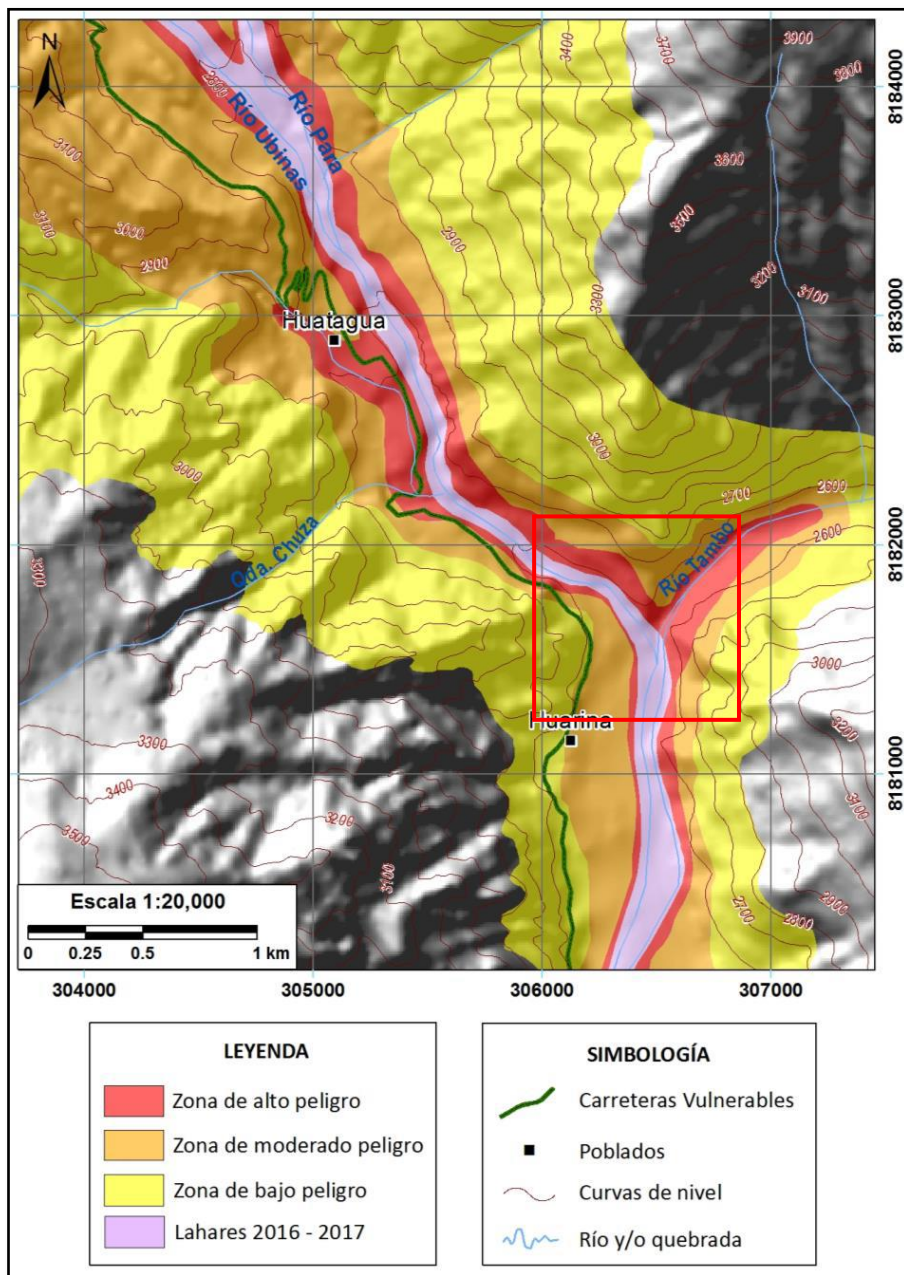 N
3400
3700
3900
3800
8184000
2900
Río Para
Río Ubinas
3100
3600
3500
3100
3000
2900
2900
3200
3100
3300
8183000
Huatagua
3000
3000
2700
2600
Qda. Chuza
Río Tambo
2600
8182000
3300
3000
3200
Huarina
3300
3400
3200
3100
8181000
3500
3100
2900
2700
2800
Escala 1:20,000
0 0.25 0.5 1 km
304000 305000 306000 307000
LEYENDA
Zona de alto peligro
Zona de moderado peligro
Zona de bajo peligro
Lahares 2016 - 2017
SIMBOLOGÍA
Carreteras Vulnerables
Poblados
Curvas de nivel
Río y/o quebrada